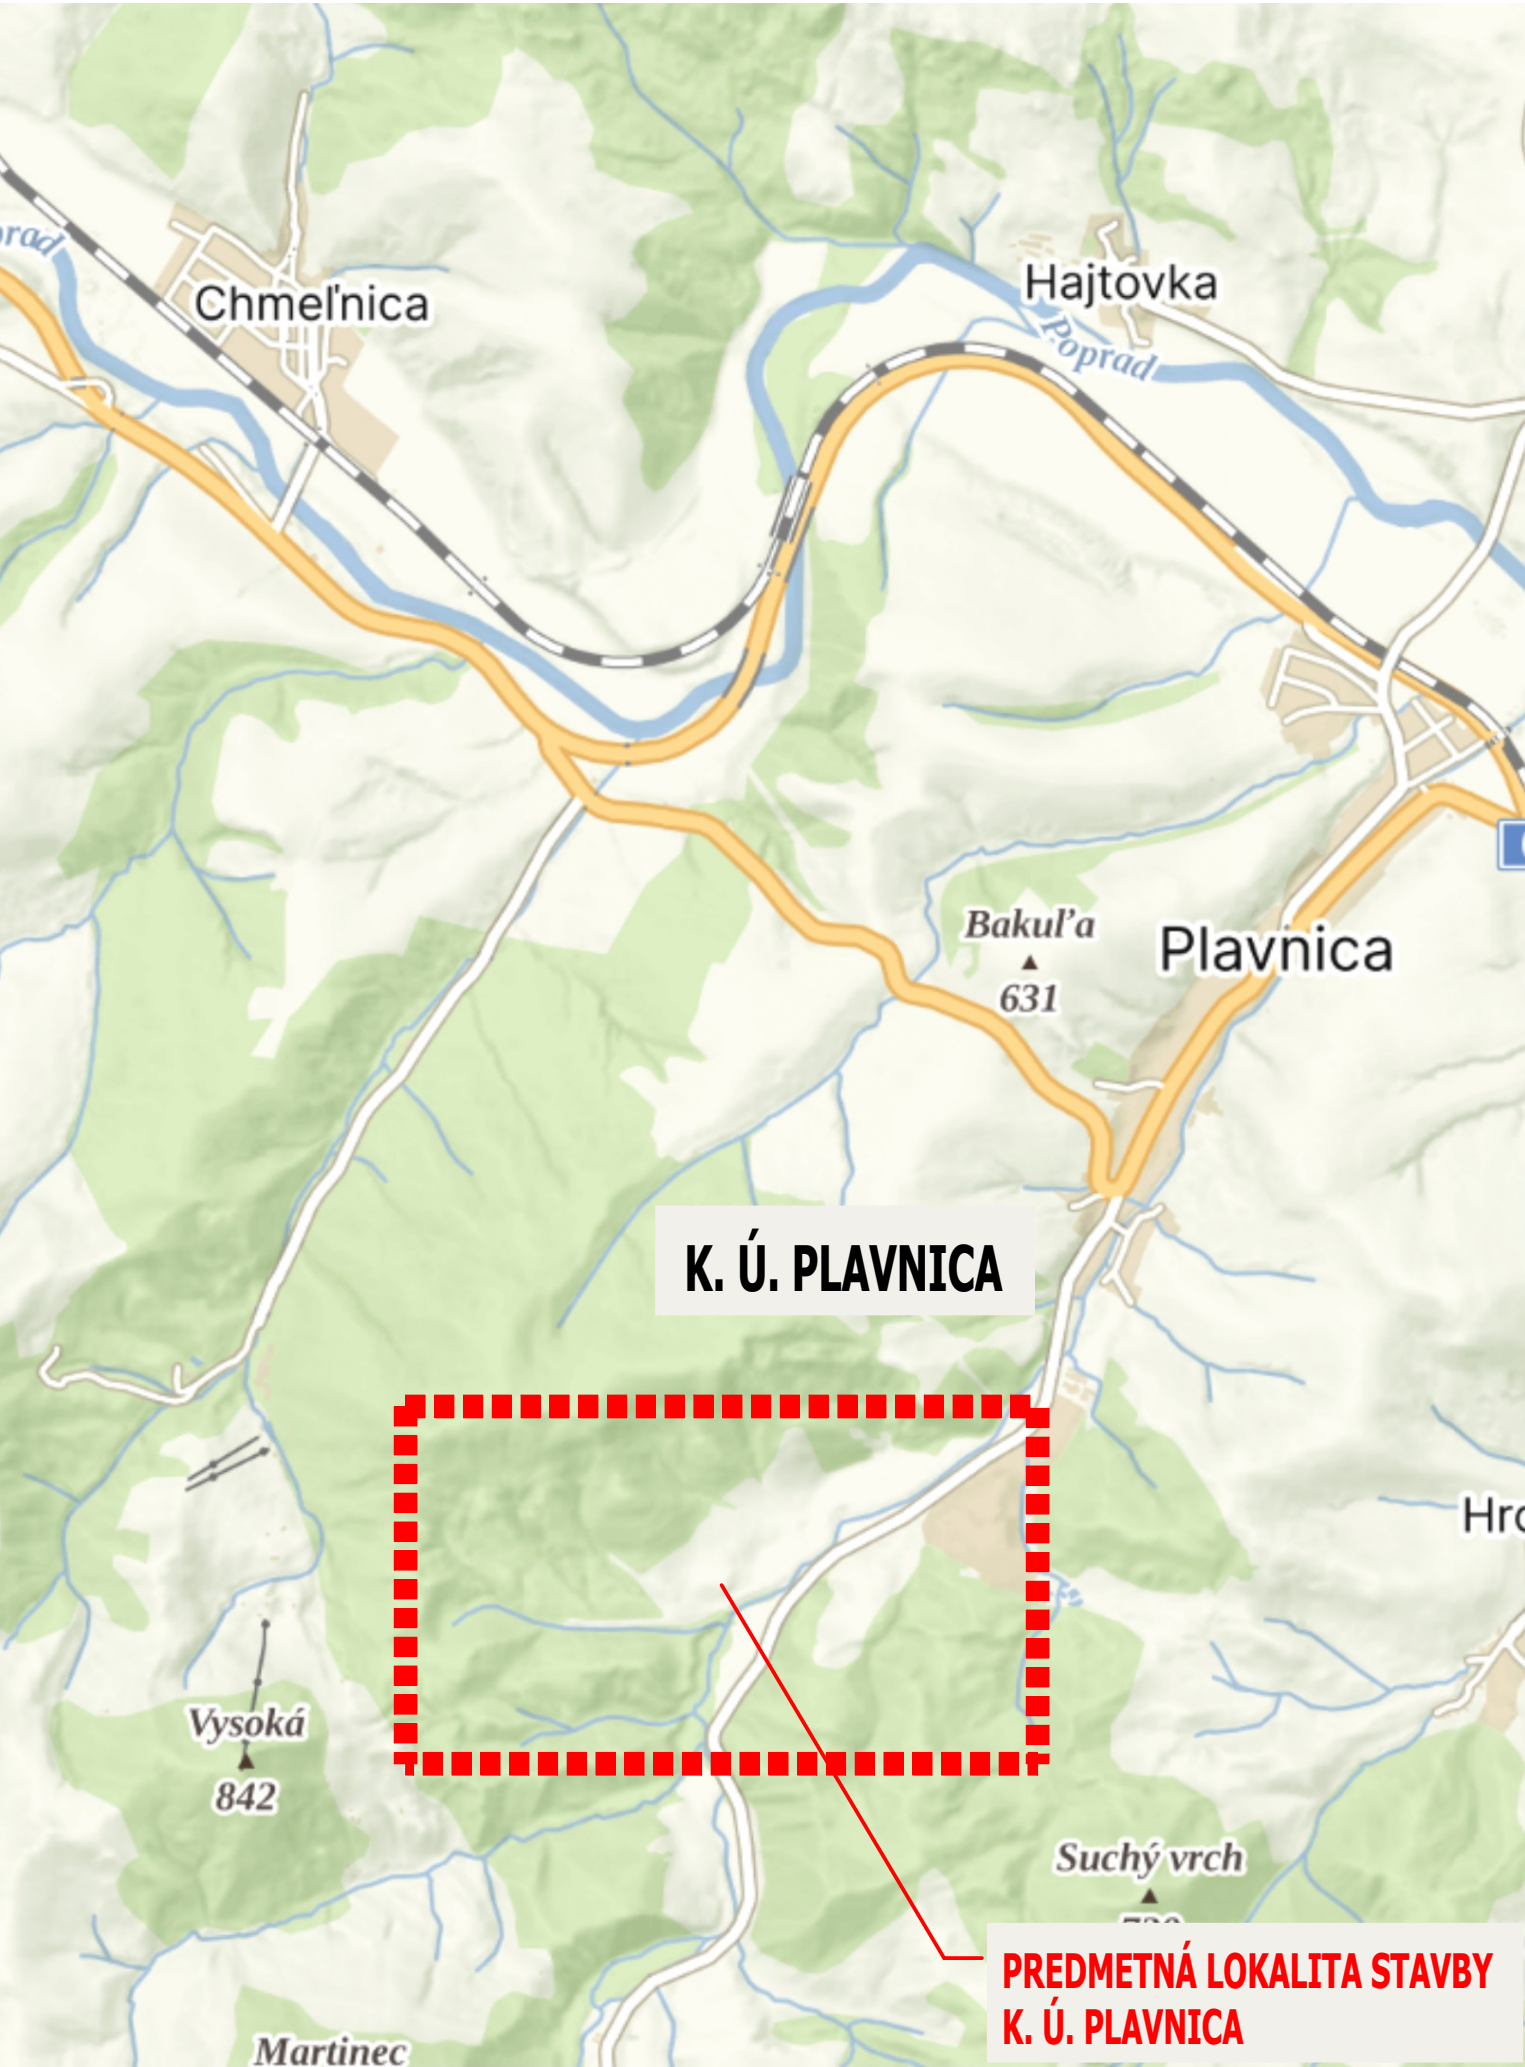 Hajtovka
Chmeľnica
Poprad
Bakuľa
631
Plavnica
K. Ú. PLAVNICA
Vysoká
842
Suchý vrch
PREDMETNÁ LOKALITA STAVBY
K. Ú. PLAVNICA
Martinec